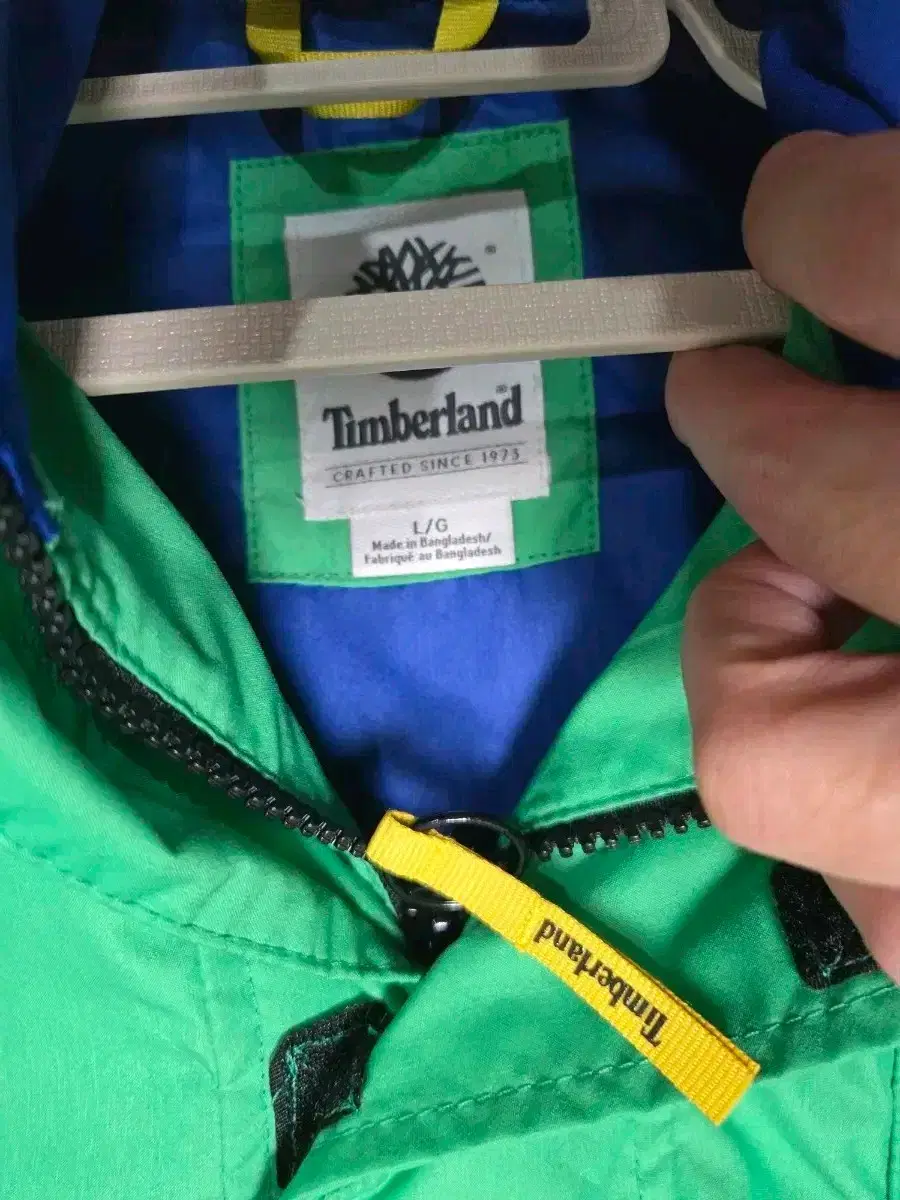 ®
Timberland®
CRAFTED SINCE 1973
L/G
Made in Bangladesh/
Fabriqué au Bangladesh
Timberland